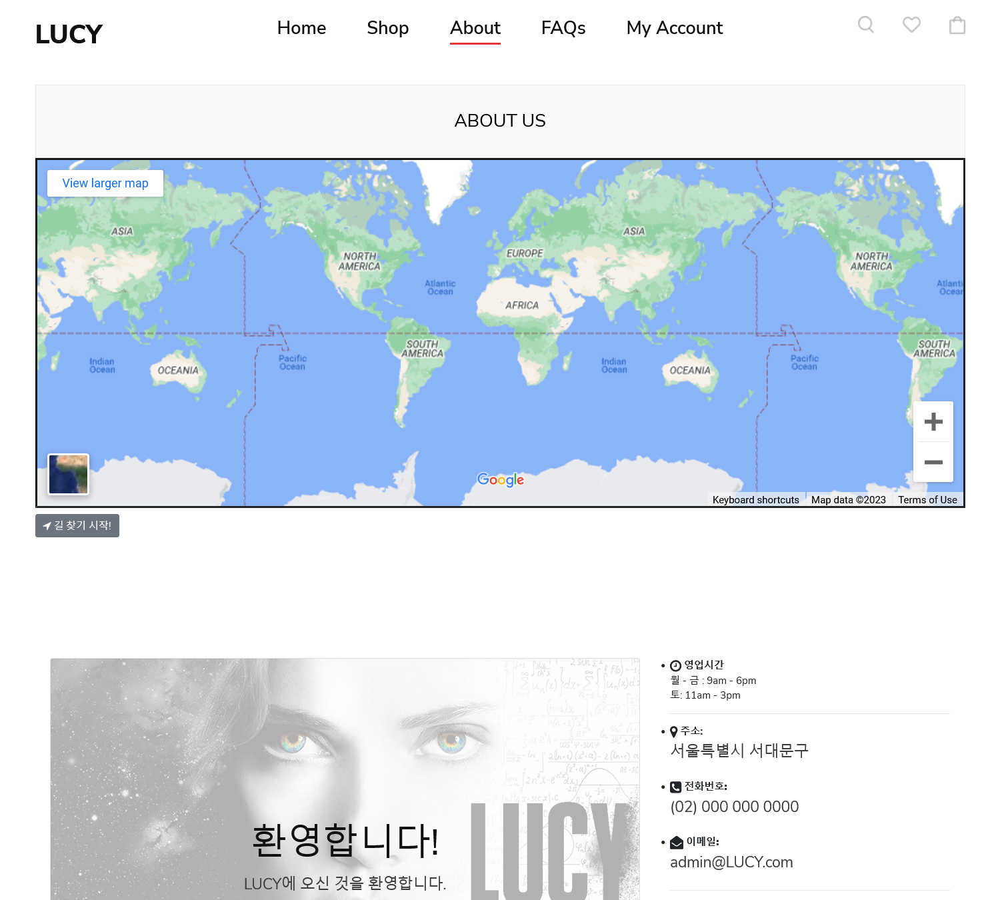 LUCY
Home Shop About FAQs My Account
ABOUT US
View larger map
ASIA
ASIA
EUROPE
NORTH AMERICA
NORTH AMERICA
Atlantic Ocean
AFRICA
SOUTH AMERICA
SOUTH AMERICA
Indian Ocean
OCEANIA
Pacific Ocean
Indian Ocean
OCEANIA
Pacific Ocean
Google
Keyboard shortcuts Map data ©2023 Terms of Use
길 찾기 시작!
환영합니다!
LUCY에 오신 것을 환영합니다.
LUCY
영업시간
월 - 금 : 9am - 6pm
토: 11am - 3pm
주소:
서울특별시 서대문구
전화번호:
(02) 000 000 0000
이메일:
admin@LUCY.com